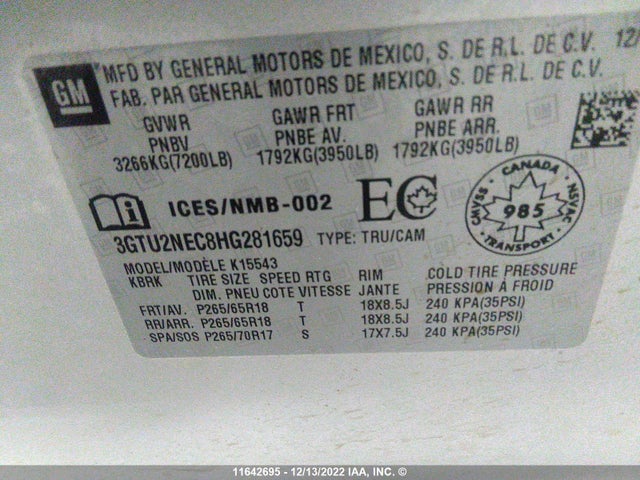 GM
MFD BY GENERAL MOTORS DE MEXICO, S. DE R.L. DE C.V. 12/
FAB. PAR GENERAL MOTORS DE MEXICO, S. DE R.L. DE C.V.
GVWR GAWR FRT GAWR RR
PNBV PNBE AV. PNBE ARR.
3266KG(7200LB) 1792KG(3950LB) 1792KG(3950LB)
i ICES/NMB-002 EC
CANADA
CMVSS NSVAC
985
TRANSPORT
3GTU2NEC8HG281659 TYPE: TRU/CAM
MODEL/MODÈLE K15543
KBRK TIRE SIZE SPEED RTG RIM COLD TIRE PRESSURE
DIM. PNEU COTE VITESSE JANTE PRESSION À FROID
FRT/AV. P265/65R18 T 18X8.5J 240 KPA(35PSI)
RR/ARR. P265/65R18 T 18X8.5J 240 KPA(35PSI)
SPA/SOS P265/70R17 S 17X7.5J 240 KPA(35PSI)
11642695 - 12/13/2022 IAA, INC. ©